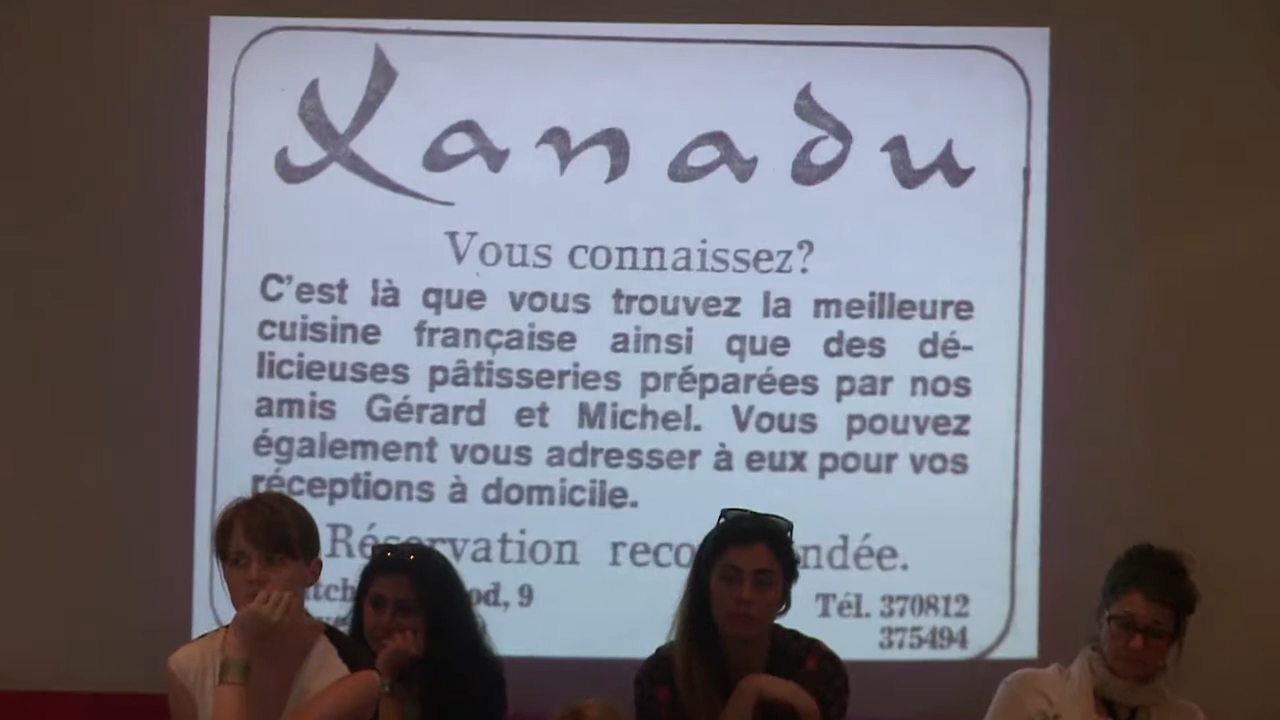 Xanadu
Vous connaissez?
C'est là que vous trouvez la meilleure
cuisine française ainsi que des dé-
licieuses pâtisseries préparées par nos
amis Gérard et Michel. Vous pouvez
également vous adresser à eux pour vos
réceptions à domicile.
Réservation recommandée.
9
Tél. 370812
375494